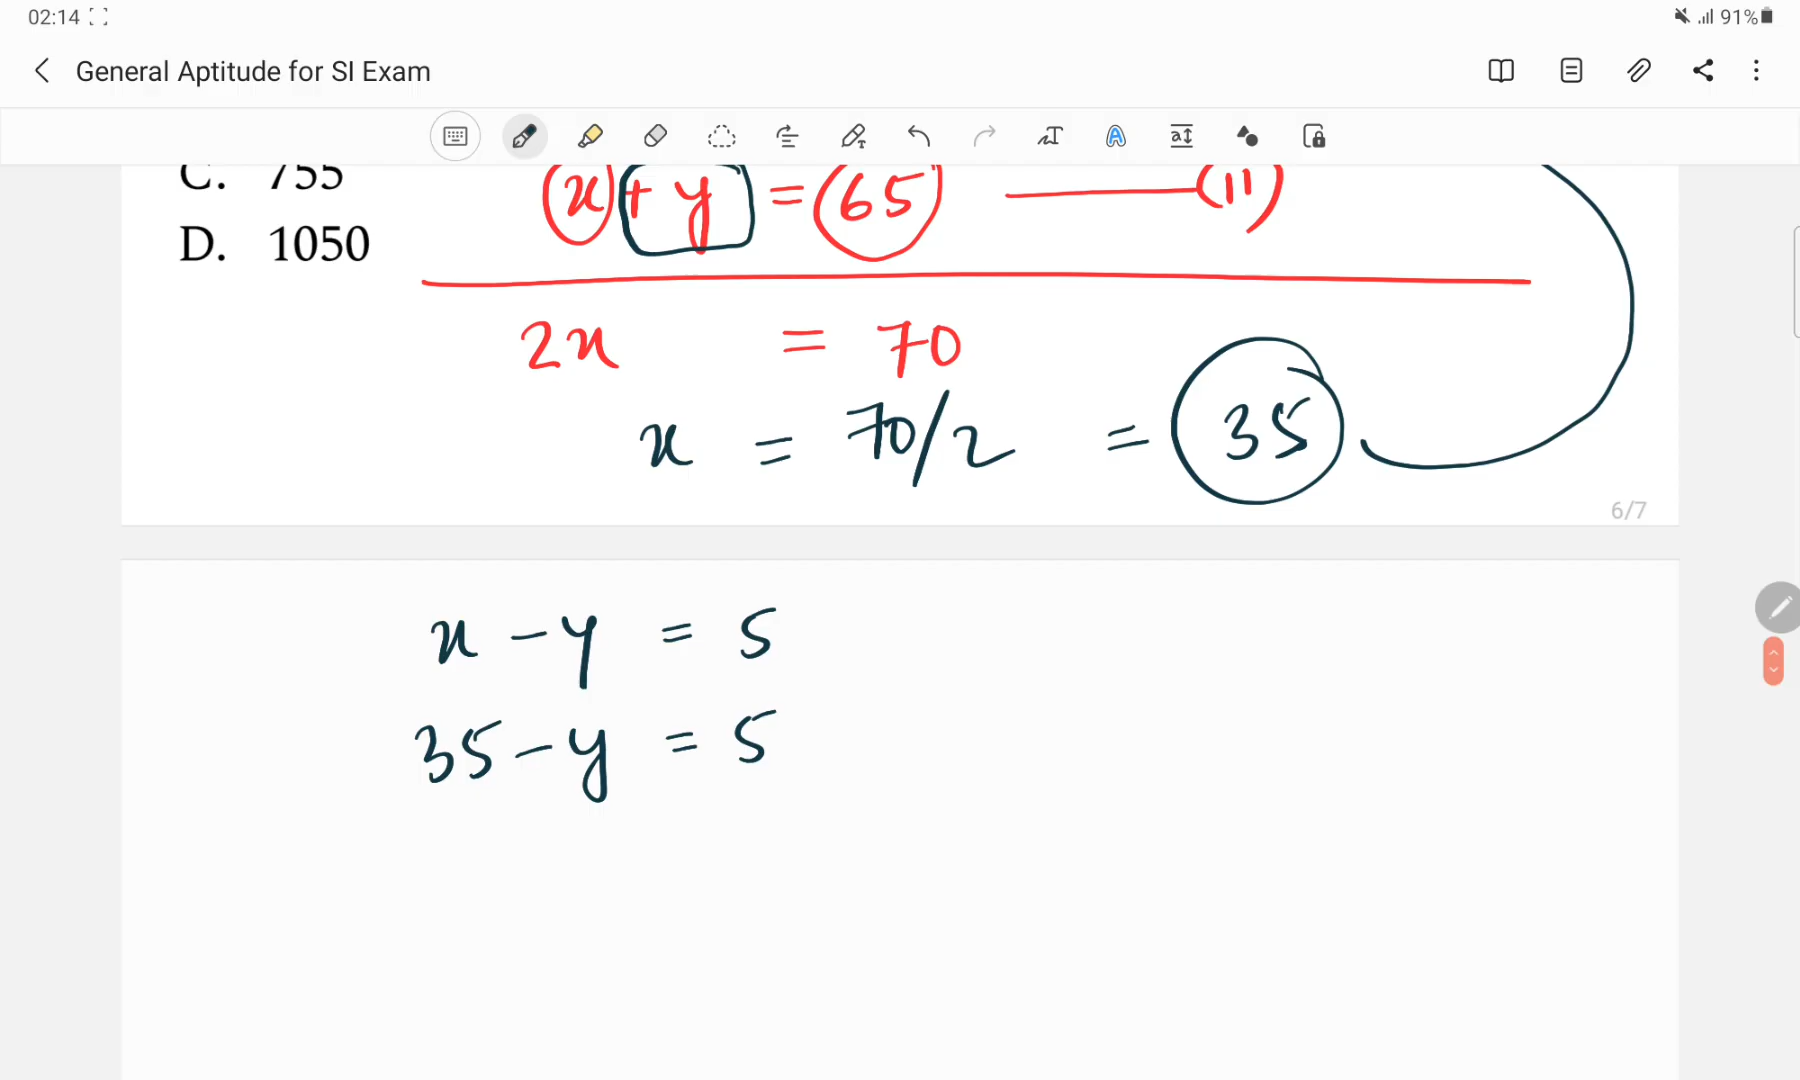 02:14
91%
General Aptitude for SI Exam
C. 755
D. 1050
(x) + y = (65) (11)
2x = 70
x = 70/2 = 35
6/7
x - y = 5
35 - y = 5